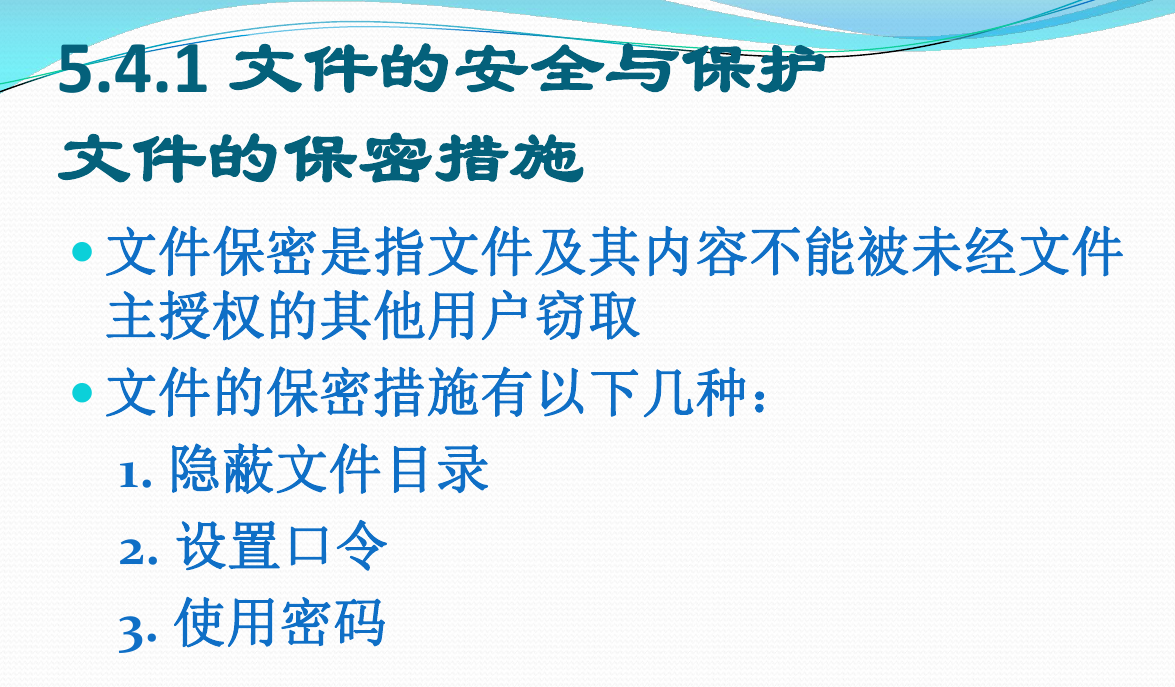 5.4.1 文件的安全与保护
文件的保密措施
• 文件保密是指文件及其内容不能被未经文件
主授权的其他用户窃取
• 文件的保密措施有以下几种：
1. 隐蔽文件目录
2. 设置口令
3. 使用密码